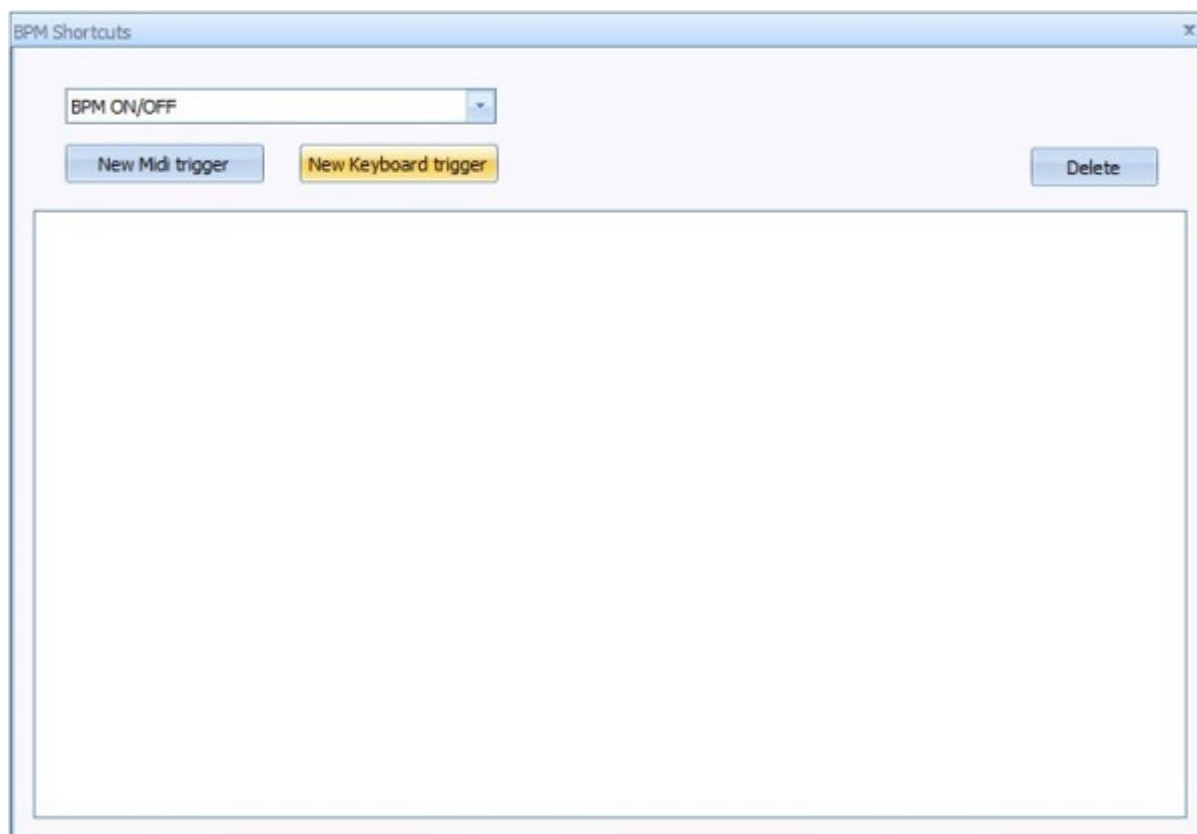 BPM Shortcuts
BPM ON/OFF
New Midi trigger New Keyboard trigger Delete